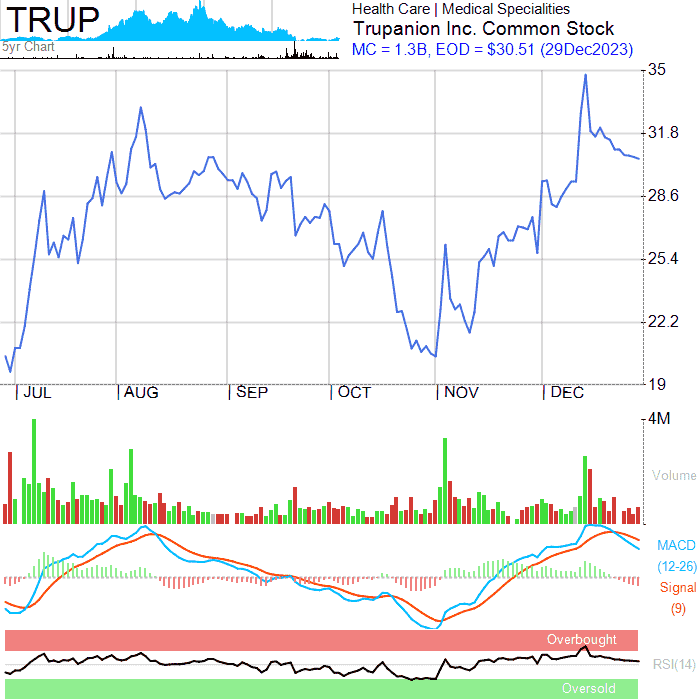 TRUP
5yr Chart
Health Care | Medical Specialities
Trupanion Inc. Common Stock
MC = 1.3B, EOD = $30.51 (29Dec2023)
35
31.8
28.6
25.4
22.2
19
JUL AUG SEP OCT NOV DEC
4M
Volume
MACD
(12-26)
Signal
(9)
Overbought
RSI(14)
Oversold